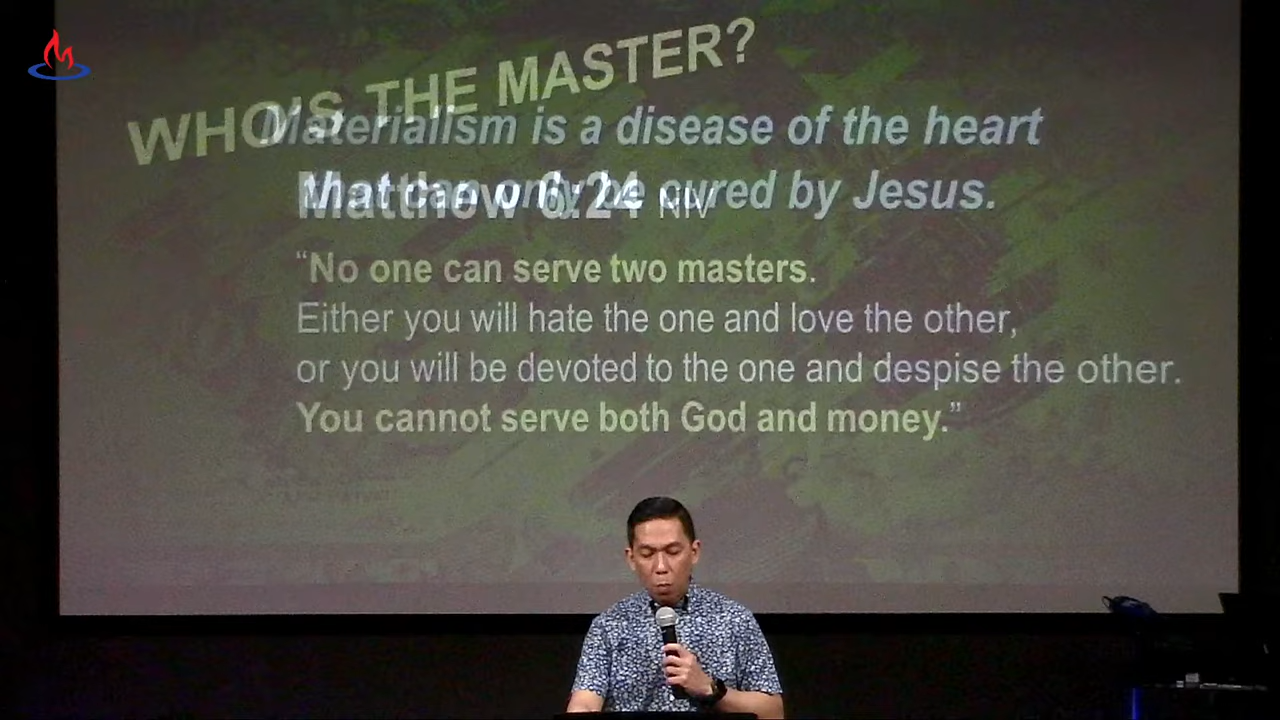 WHO'S THE MASTER?
Materialism is a disease of the heart
that can only be cured by Jesus.
Matthew 6:24 NIV
“No one can serve two masters.
Either you will hate the one and love the other,
or you will be devoted to the one and despise the other.
You cannot serve both God and money.”